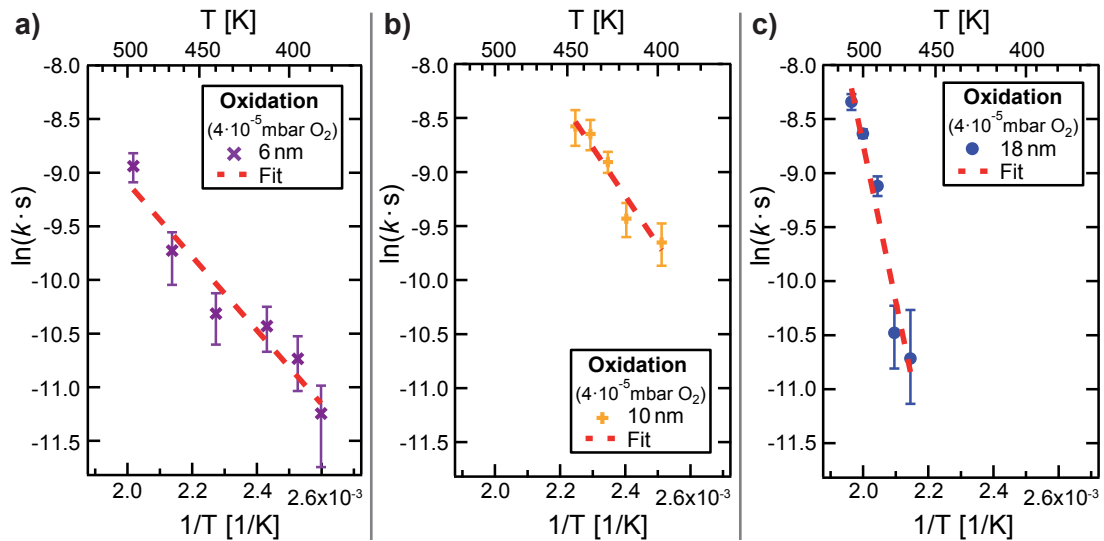 a)
T [K]
500 450 400
-8.0
-8.5
-9.0
-9.5
-10.0
-10.5
-11.0
-11.5
ln(k · s)
Oxidation
(4·10⁻⁵mbar O₂)
6 nm
Fit
2.0 2.2 2.4 2.6x10⁻³
1/T [1/K]
b)
T [K]
500 450 400
-8.0
-8.5
-9.0
-9.5
-10.0
-10.5
-11.0
-11.5
ln(k · s)
Oxidation
(4·10⁻⁵mbar O₂)
10 nm
Fit
2.0 2.2 2.4 2.6x10⁻³
1/T [1/K]
c)
T [K]
500 450 400
-8.0
-8.5
-9.0
-9.5
-10.0
-10.5
-11.0
-11.5
ln(k · s)
Oxidation
(4·10⁻⁵mbar O₂)
18 nm
Fit
2.0 2.2 2.4 2.6x10⁻³
1/T [1/K]